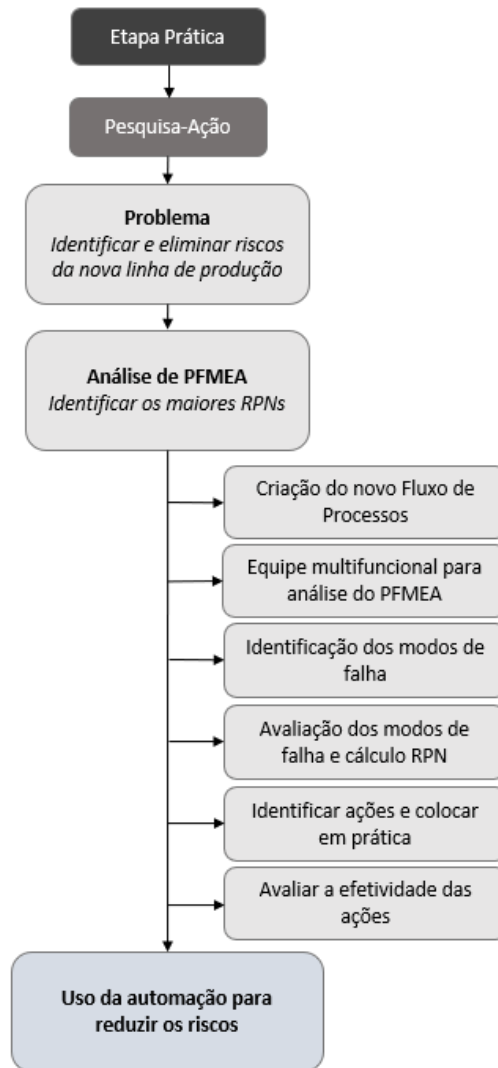 Etapa Prática
Pesquisa-Ação
Problema
Identificar e eliminar riscos
da nova linha de produção
Análise de PFMEA
Identificar os maiores RPNs
Criação do novo Fluxo de
Processos
Equipe multifuncional para
análise do PFMEA
Identificação dos modos de
falha
Avaliação dos modos de
falha e cálculo RPN
Identificar ações e colocar
em prática
Avaliar a efetividade das
ações
Uso da automação para
reduzir os riscos